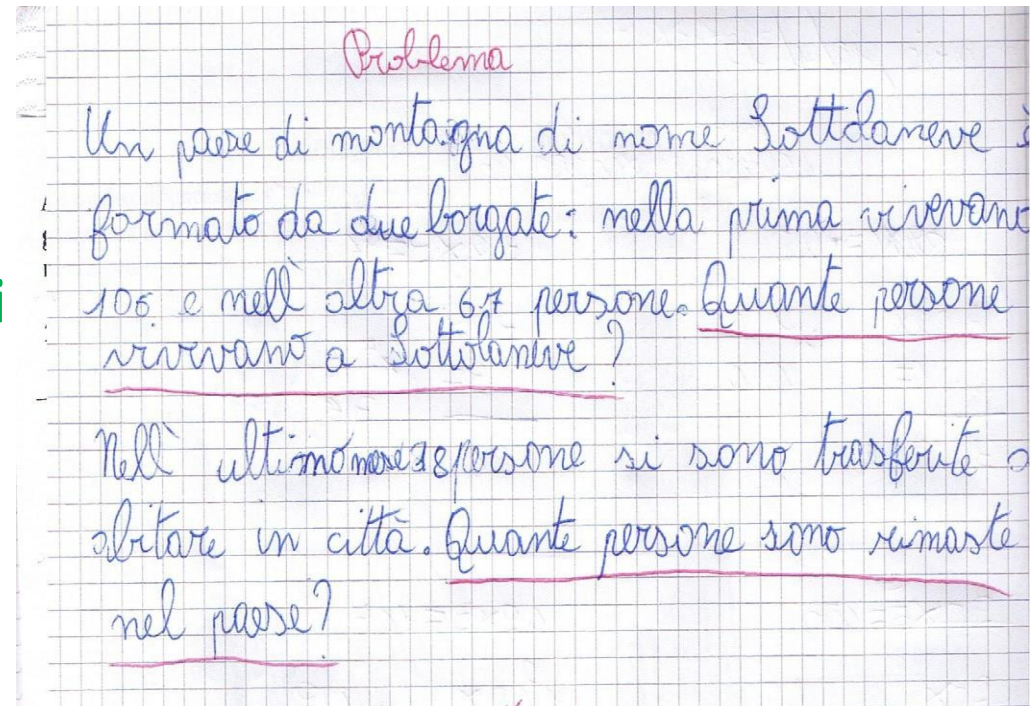 Problema
Un paese di montagna di nome Sottolaneve è
formato da due borgate: nella prima vivevano
106 e nell'altra 67 persone. Quante persone
i
vivevano a Sottolaneve?
Nell'ultimo mese persone si sono trasferite a
abitare in città. Quante persone sono rimaste
nel paese?